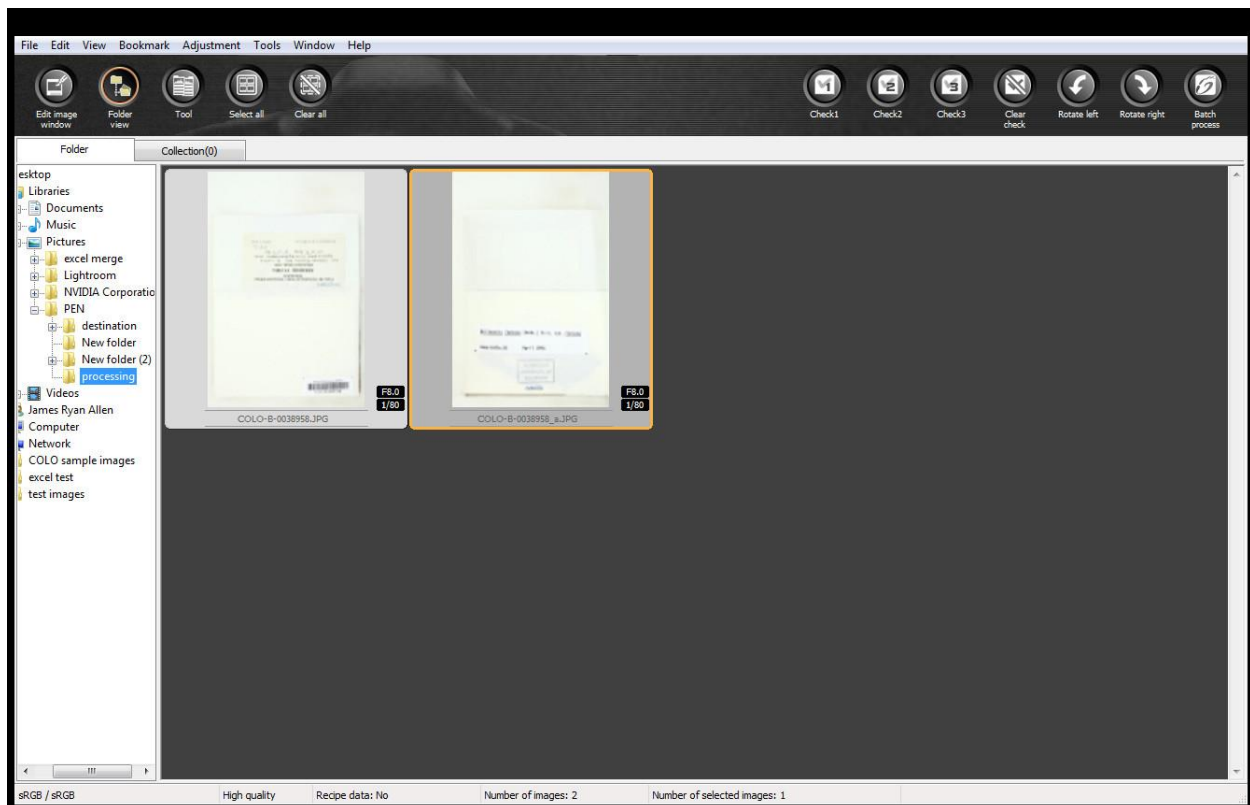 File Edit View Bookmark Adjustment Tools Window Help
Edit image window
Folder view
Tool
Select all
Clear all
Check1
Check2
Check3
Clear check
Rotate left
Rotate right
Batch process
Folder
Collection(0)
esktop
Libraries
Documents
Music
Pictures
excel merge
Lightroom
NVIDIA Corporatio
PEN
destination
New folder
New folder (2)
processing
Videos
James Ryan Allen
Computer
Network
COLO sample images
excel test
test images
F8.0
1/80
COLO-B-0038958.JPG
F8.0
1/80
COLO-B-0038958_a.JPG
sRGB / sRGB High quality Recipe data: No Number of images: 2 Number of selected images: 1